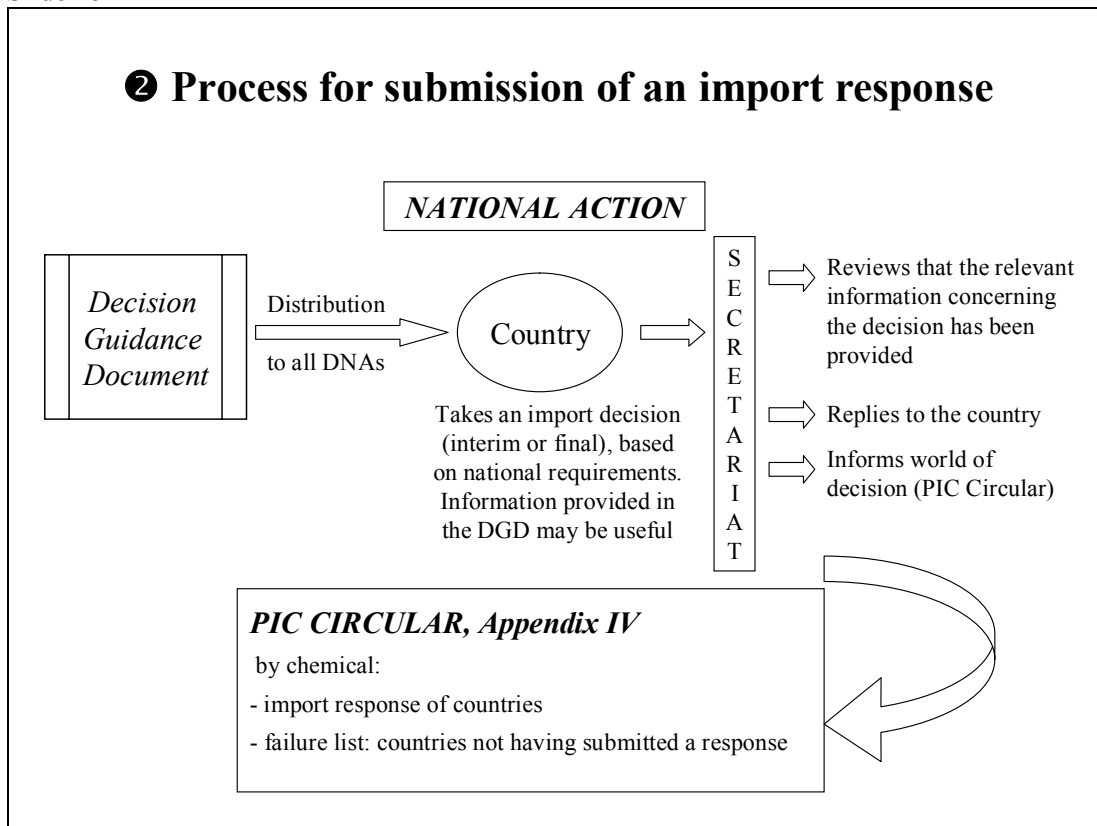 ❷ Process for submission of an import response
NATIONAL ACTION
Decision
Guidance
Document
Distribution
to all DNAs
Country
Takes an import decision
(interim or final), based
on national requirements.
Information provided in
the DGD may be useful
S
E
C
R
E
T
A
R
I
A
T
Reviews that the relevant
information concerning
the decision has been
provided
Replies to the country
Informs world of
decision (PIC Circular)
PIC CIRCULAR, Appendix IV
by chemical:
- import response of countries
- failure list: countries not having submitted a response